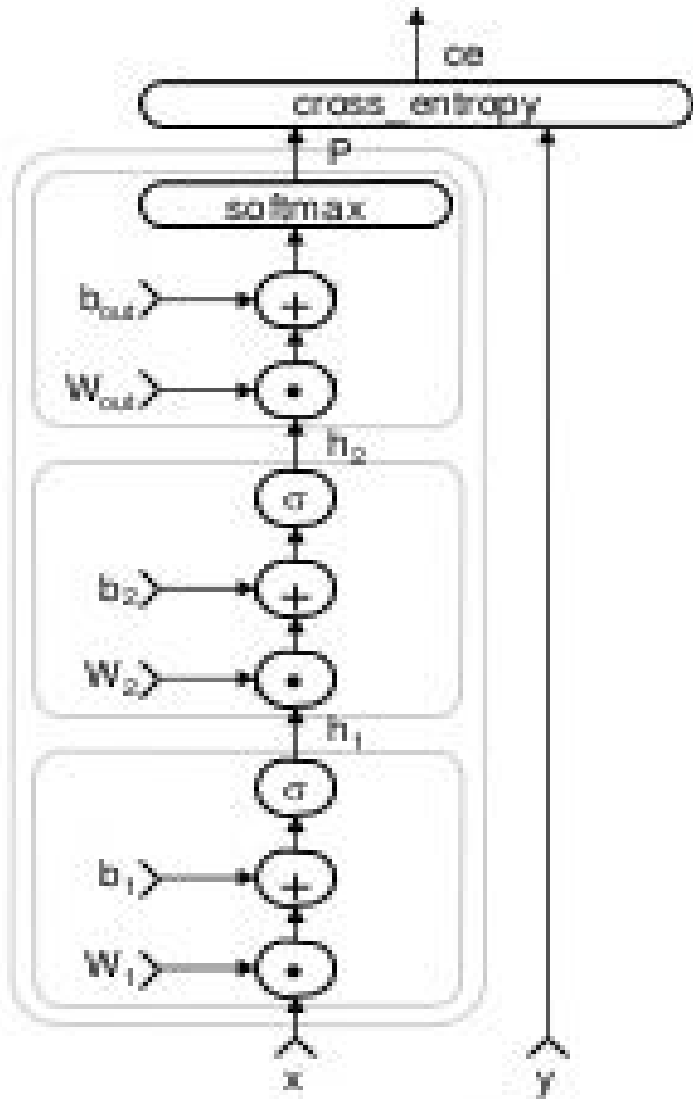 ce
cross_entropy
P
softmax
b_out
+
W_out
•
h_2
σ
b_2
+
W_2
•
h_1
σ
b_1
+
W_1
•
x y